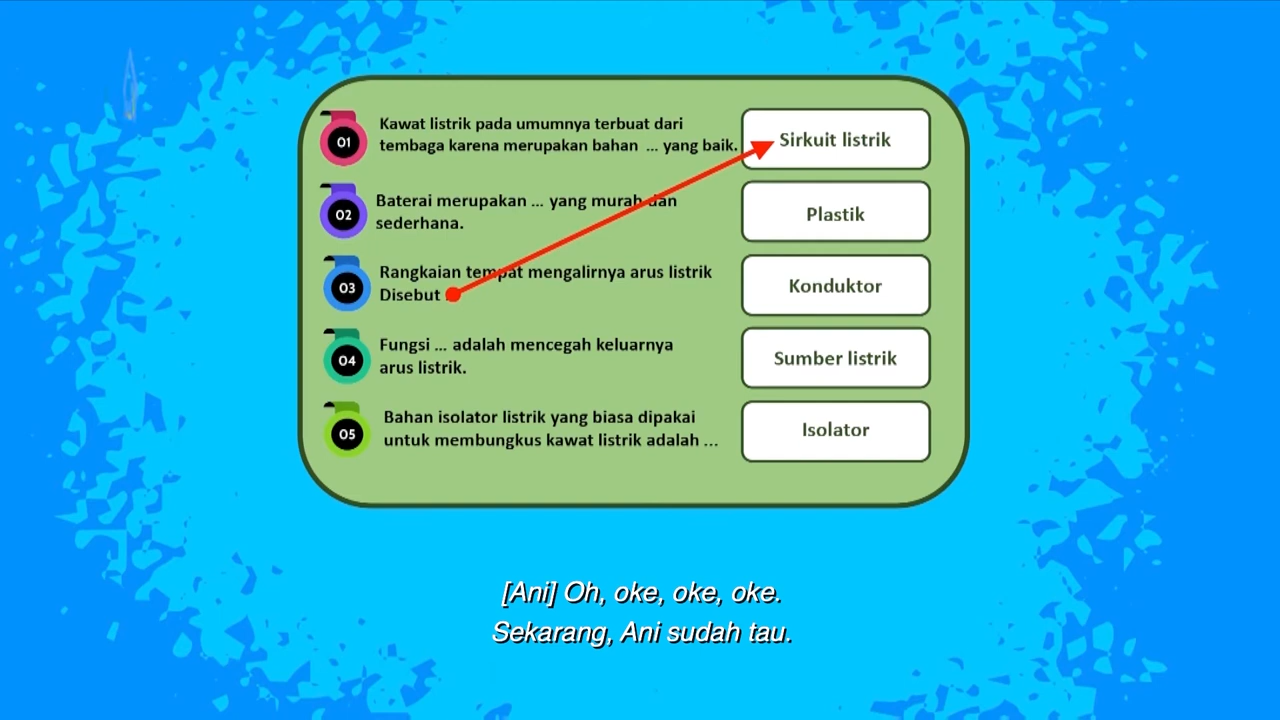 01
Kawat listrik pada umumnya terbuat dari
tembaga karena merupakan bahan ... yang baik.
Sirkuit listrik
02
Baterai merupakan ... yang murah dan
sederhana.
Plastik
03
Rangkaian tempat mengalirnya arus listrik
Disebut
Konduktor
04
Fungsi ... adalah mencegah keluarnya
arus listrik.
Sumber listrik
05
Bahan isolator listrik yang biasa dipakai
untuk membungkus kawat listrik adalah ...
Isolator
[Ani] Oh, oke, oke, oke.
Sekarang, Ani sudah tau.